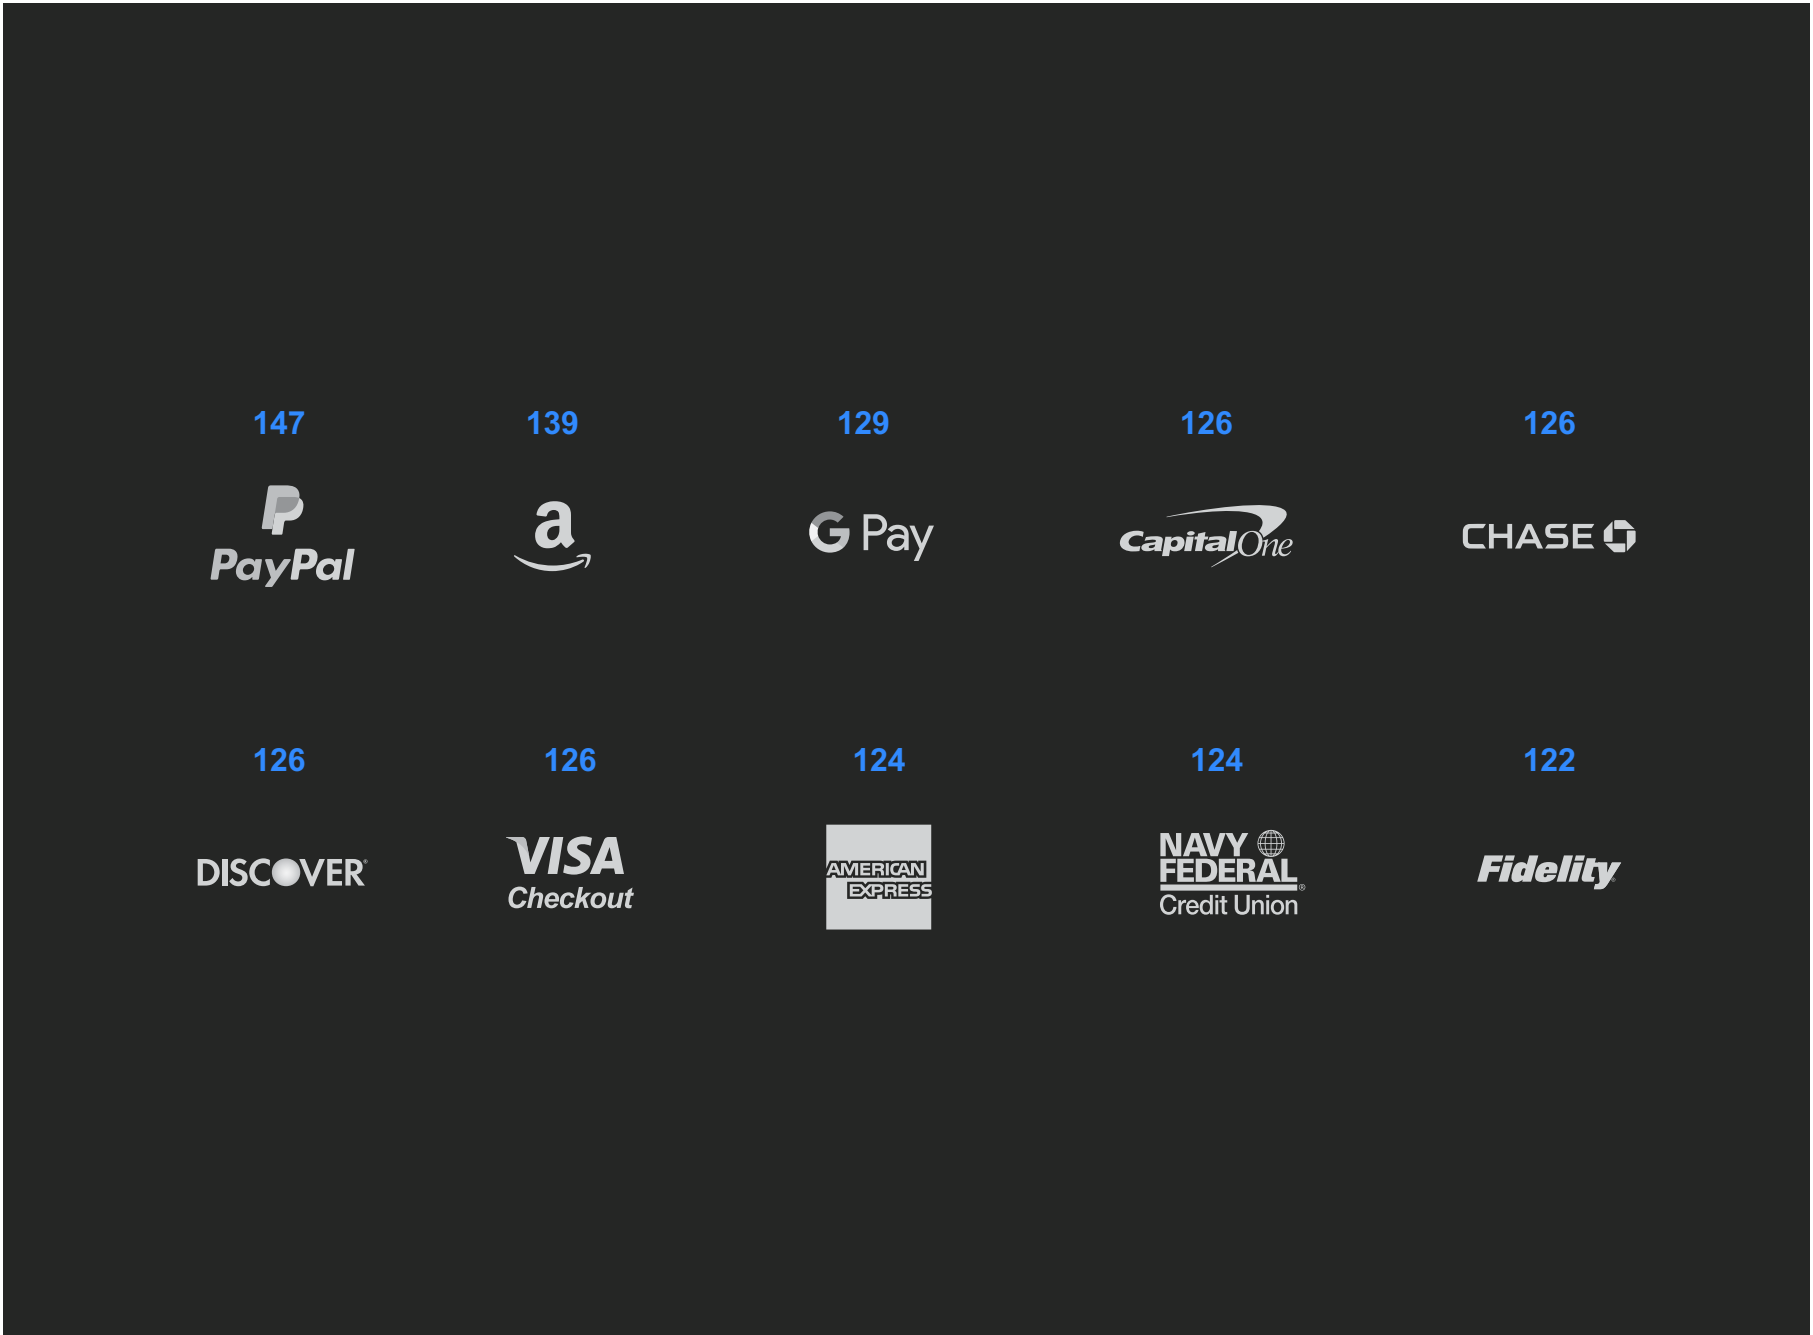 147
139
129
126
126
PayPal
a
G Pay
CapitalOne
CHASE
126
126
124
124
122
DISCOVER®
VISA
Checkout
AMERICAN
EXPRESS
NAVY
FEDERAL®
Credit Union
Fidelity